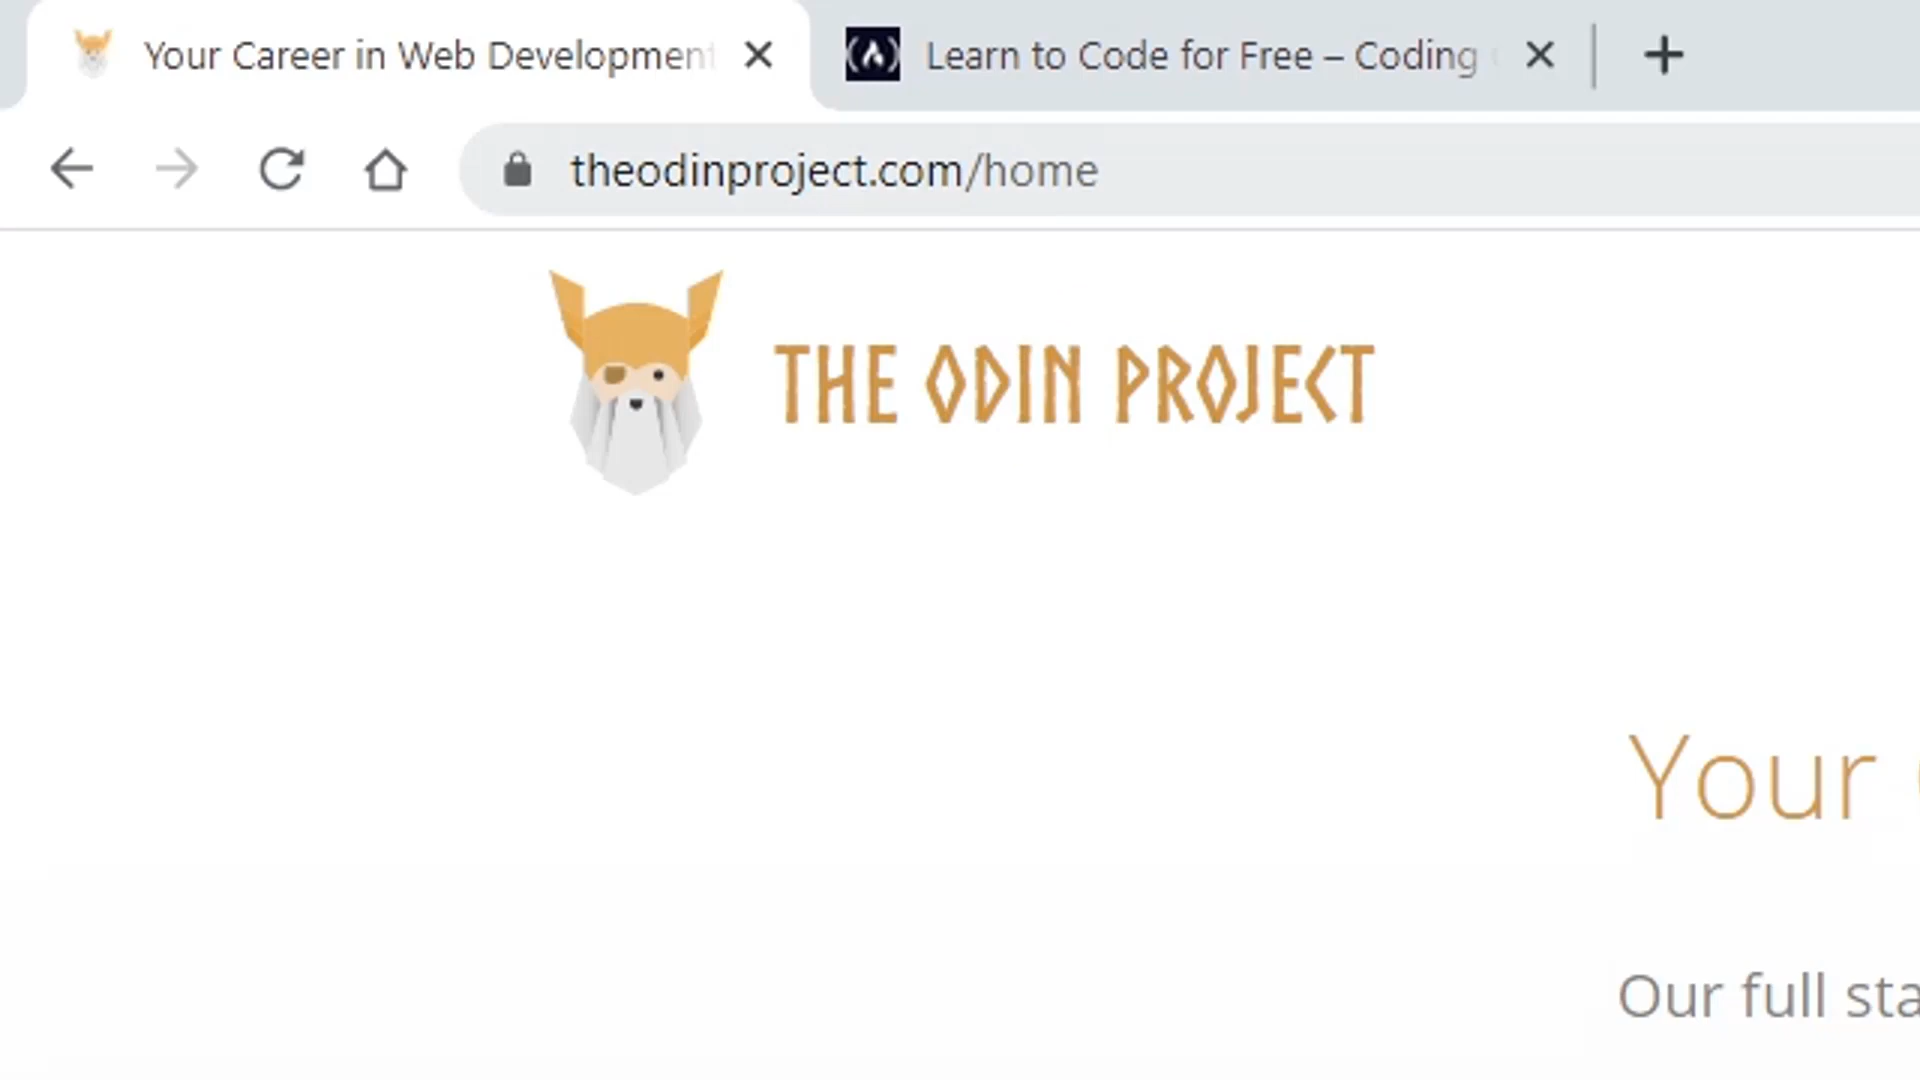 Your Career in Web Development
Learn to Code for Free – Coding
theodinproject.com/home
THE ODIN PROJECT
Your
Our full sta